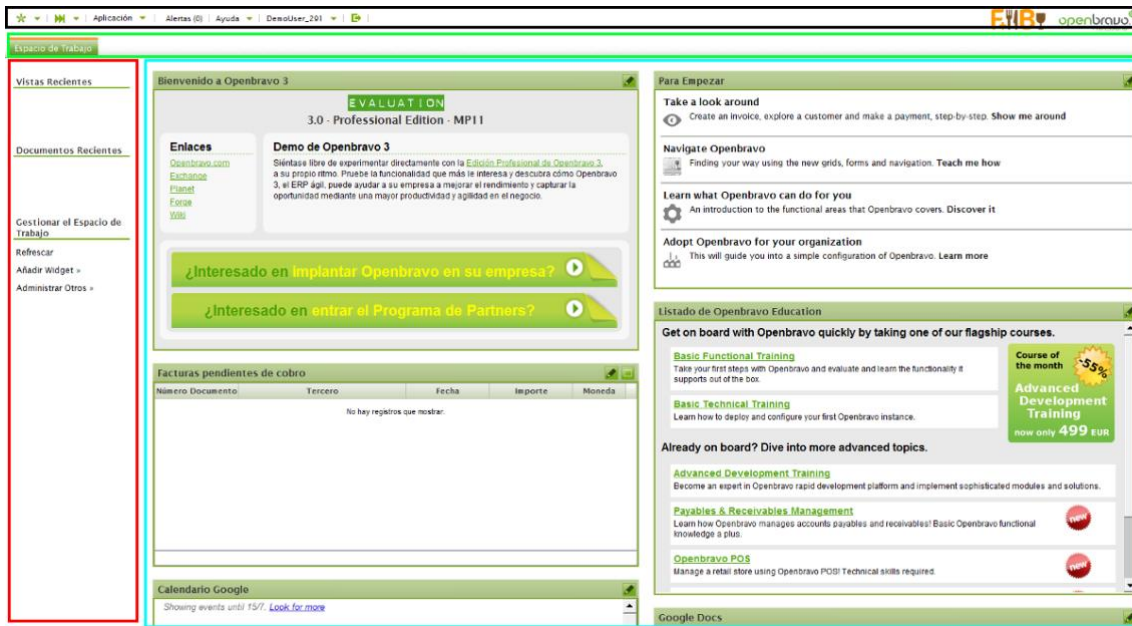 Aplicación
Alertas (0)
Ayuda
DemoUser_291
F&B
openbravo
Espacio de Trabajo
Vistas Recientes
Documentos Recientes
Gestionar el Espacio de
Trabajo
Refrescar
Añadir Widget »
Administrar Otros »
Bienvenido a Openbravo 3
EVALUATION
3.0 - Professional Edition - MP11
Enlaces
Openbravo.com
Exchange
Planet
Forge
Wiki
Demo de Openbravo 3
Siéntase libre de experimentar directamente con la Edición Profesional de Openbravo 3,
a su propio ritmo. Pruebe la funcionalidad que más le interesa y descubra cómo Openbravo
3, el ERP ágil, puede ayudar a su empresa a mejorar el rendimiento y capturar la
oportunidad mediante una mayor productividad y agilidad en el negocio.
¿Interesado en implantar Openbravo en su empresa?
¿Interesado en entrar el Programa de Partners?
Facturas pendientes de cobro
Número Documento Tercero Fecha Importe Moneda
No hay registros que mostrar.
Calendario Google
Showing events until 15/7. Look for more
Para Empezar
Take a look around
Create an invoice, explore a customer and make a payment, step-by-step. Show me around
Navigate Openbravo
Finding your way using the new grids, forms and navigation. Teach me how
Learn what Openbravo can do for you
An introduction to the functional areas that Openbravo covers. Discover it
Adopt Openbravo for your organization
This will guide you into a simple configuration of Openbravo. Learn more
Listado de Openbravo Education
Get on board with Openbravo quickly by taking one of our flagship courses.
Basic Functional Training
Take your first steps with Openbravo and evaluate and learn the functionality it
supports out of the box.
Basic Technical Training
Learn how to deploy and configure your first Openbravo instance.
Course of
the month
-55%
Advanced
Development
Training
now only 499 EUR
Already on board? Dive into more advanced topics.
Advanced Development Training
Become an expert in Openbravo rapid development platform and implement sophisticated modules and solutions.
Payables & Receivables Management
Learn how Openbravo manages accounts payables and receivables! Basic Openbravo functional
knowledge a plus.
new
Openbravo POS
Manage a retail store using Openbravo POS! Technical skills required.
new
Google Docs